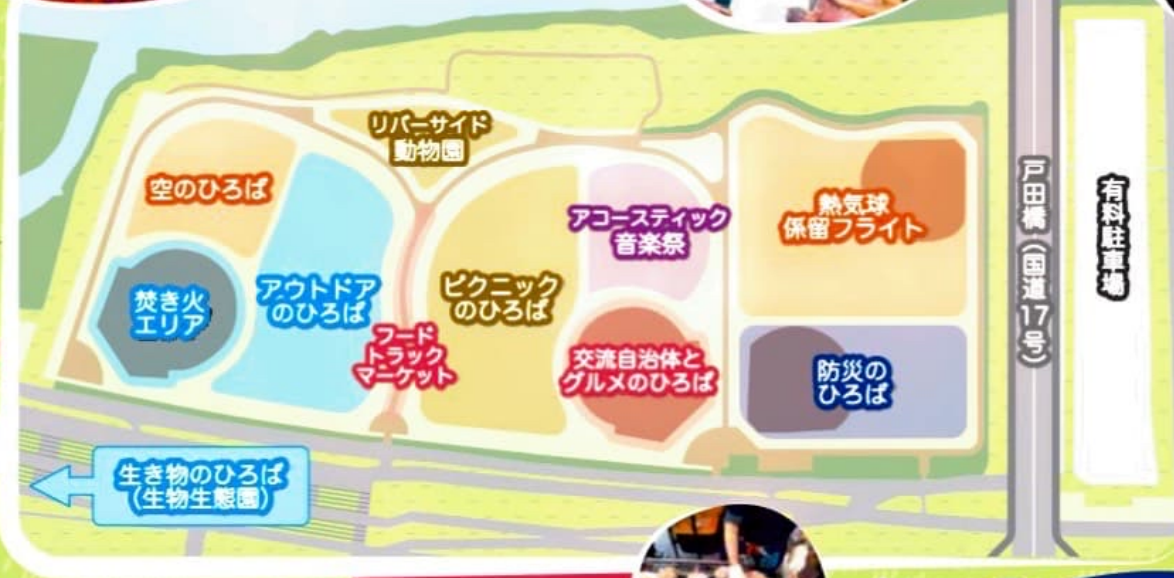 リバーサイド
動物園
空のひろば
焚き火
エリア
アウトドア
のひろば
フード
トラック
マーケット
ピクニック
のひろば
アコースティック
音楽祭
交流自治体と
グルメのひろば
熱気球
係留フライト
防災の
ひろば
戸田橋（国道17号）
有料駐車場
生き物のひろば
（生物生態園）